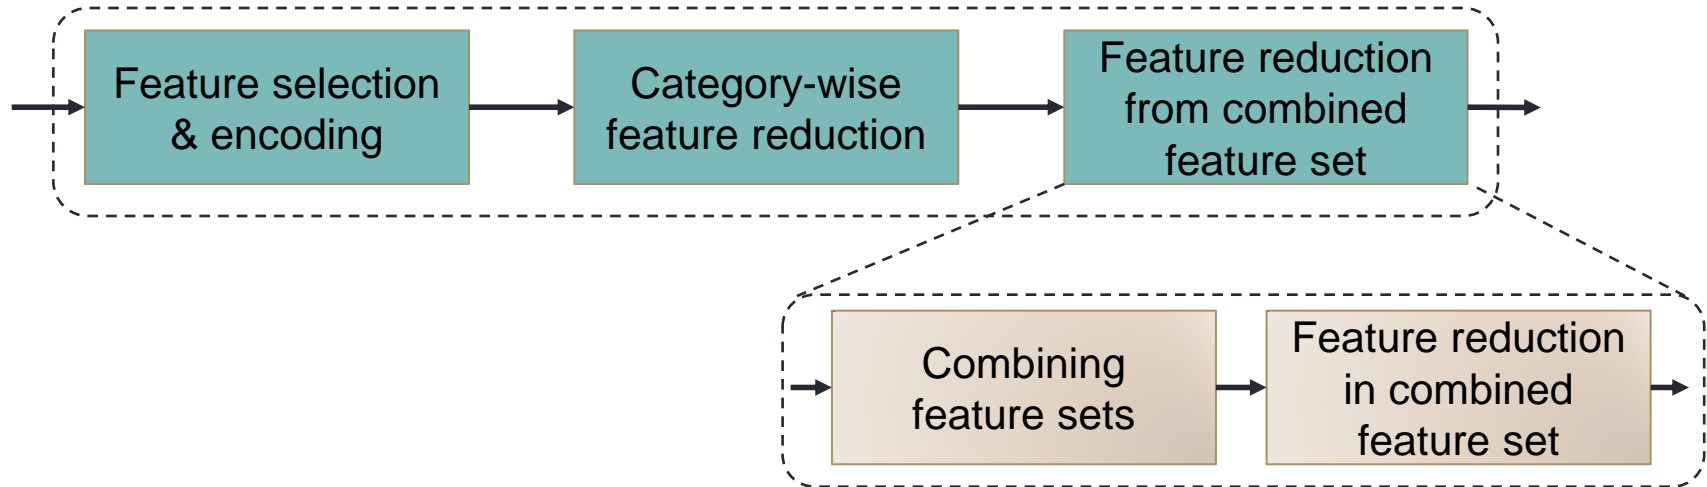 Feature selection
& encoding
Category-wise
feature reduction
Feature reduction
from combined
feature set
Combining
feature sets
Feature reduction
in combined
feature set